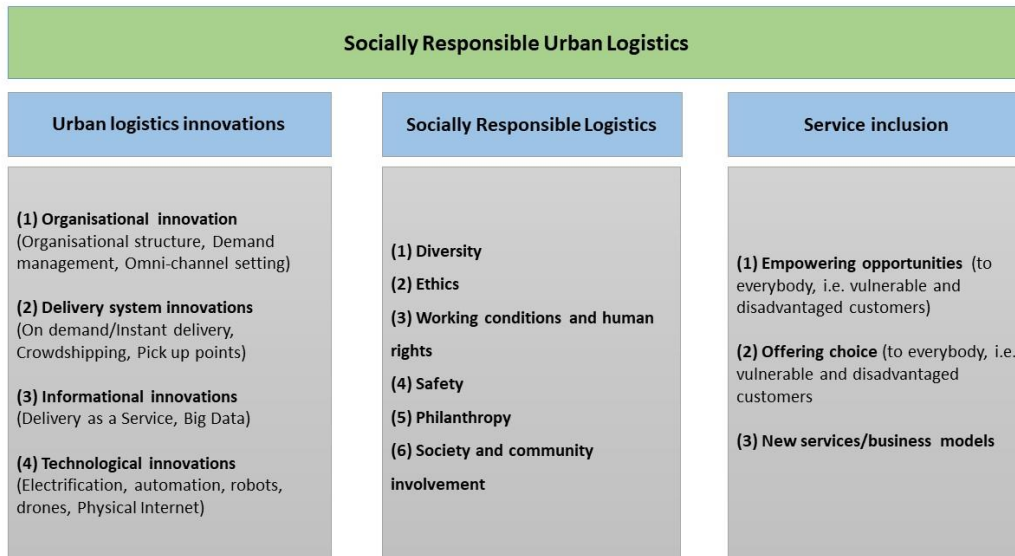 Socially Responsible Urban Logistics
Urban logistics innovations
(1) Organisational innovation
(Organisational structure, Demand
management, Omni-channel setting)
(2) Delivery system innovations
(On demand/Instant delivery,
Crowdshipping, Pick up points)
(3) Informational innovations
(Delivery as a Service, Big Data)
(4) Technological innovations
(Electrification, automation, robots,
drones, Physical Internet)
Socially Responsible Logistics
(1) Diversity
(2) Ethics
(3) Working conditions and human
rights
(4) Safety
(5) Philanthropy
(6) Society and community
involvement
Service inclusion
(1) Empowering opportunities (to
everybody, i.e. vulnerable and
disadvantaged customers)
(2) Offering choice (to everybody, i.e.
vulnerable and disadvantaged
customers
(3) New services/business models